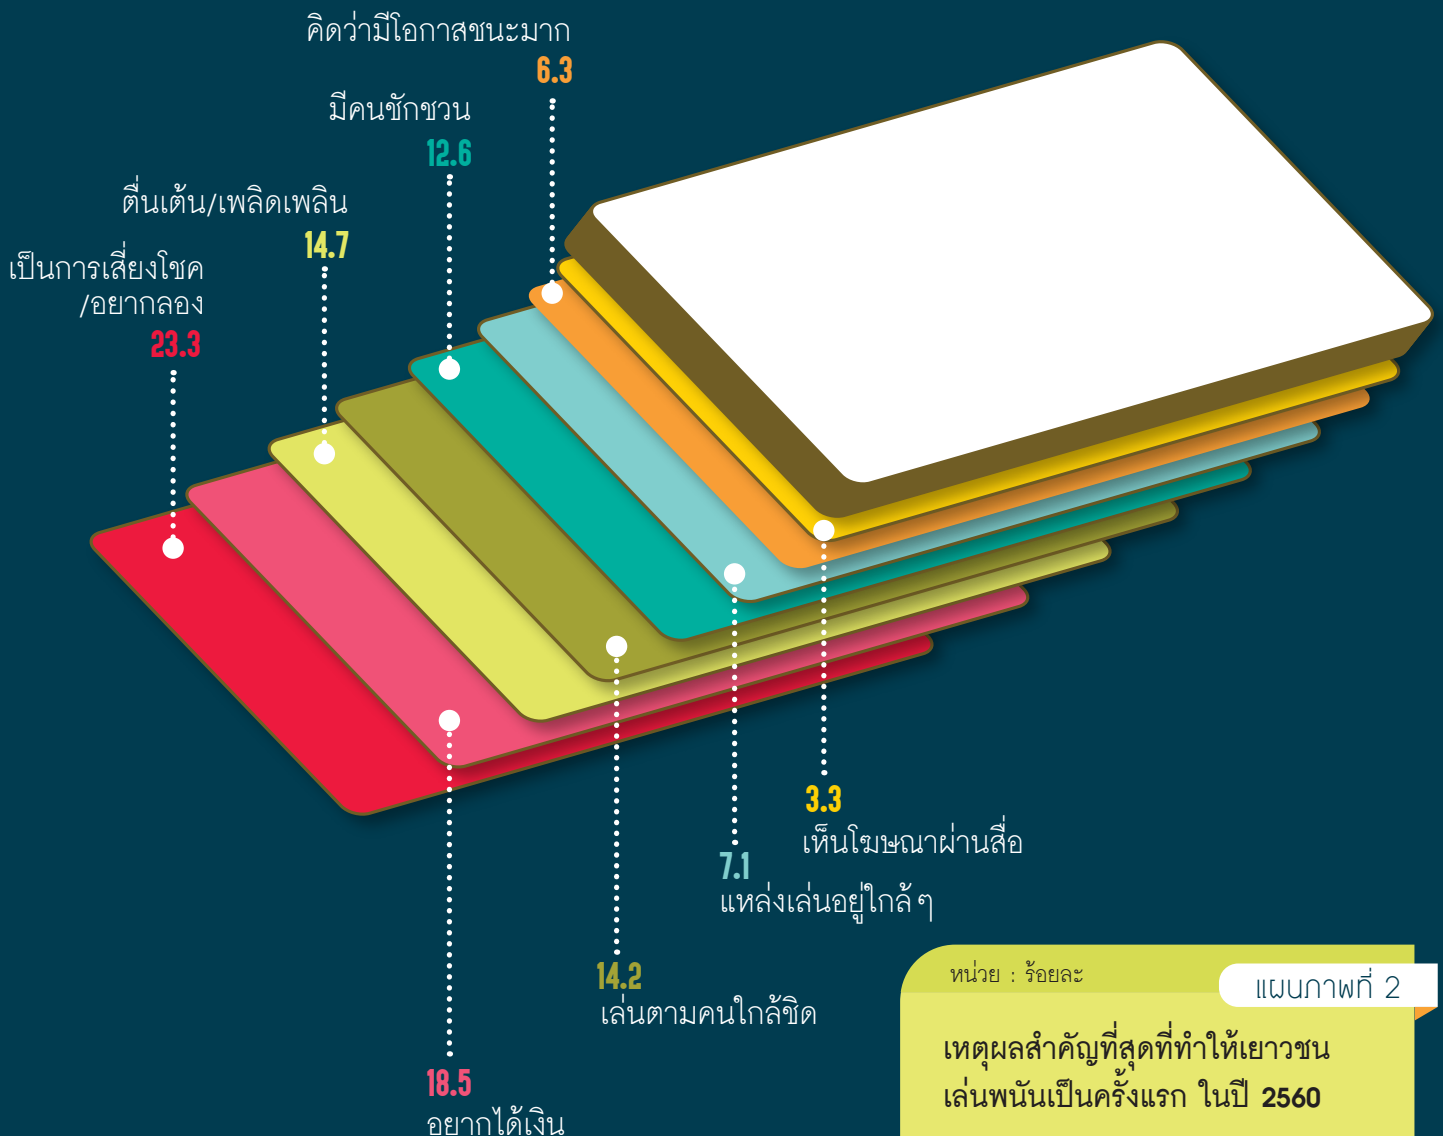 คิดว่ามีโอกาสชนะมาก
6.3
มีคนชักชวน
12.6
ตื่นเต้น/เพลิดเพลิน
14.7
เป็นการเสี่ยงโชค
/อยากลอง
23.3
3.3
เห็นโฆษณาผ่านสื่อ
7.1
แหล่งเล่นอยู่ใกล้ ๆ
14.2
เล่นตามคนใกล้ชิด
18.5
อยากได้เงิน
หน่วย : ร้อยละ
แผนภาพที่ 2
เหตุผลสำคัญที่สุดที่ทำให้เยาวชน
เล่นพนันเป็นครั้งแรก ในปี 2560